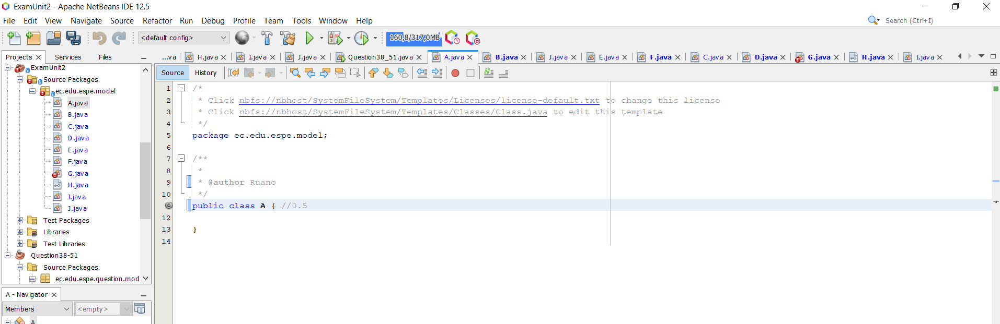 ExamUnit2 - Apache NetBeans IDE 12.5
File Edit View Navigate Source Refactor Run Debug Profile Team Tools Window Help
Search (Ctrl+I)
<default config>
160,8/317,0MB
Projects Services Files
...va H.java I.java J.java Question38_51.java A.java B.java J.java E.java F.java C.java D.java G.java H.java I.java
ExamUnit2
Source Packages
ec.edu.espe.model
A.java
B.java
C.java
D.java
E.java
F.java
G.java
H.java
I.java
J.java
Test Packages
Libraries
Test Libraries
Question38-51
Source Packages
ec.edu.espe.question.mod
A - Navigator
Members <empty>
A
Source History
1 /*
2 * Click nbfs://nbhost/SystemFileSystem/Templates/Licenses/license-default.txt to change this license
3 * Click nbfs://nbhost/SystemFileSystem/Templates/Classes/Class.java to edit this template
4 */
5 package ec.edu.espe.model;
6
7 /**
8 *
9 * @author Ruano
10 */
public class A { //0.5
12
13 }
14